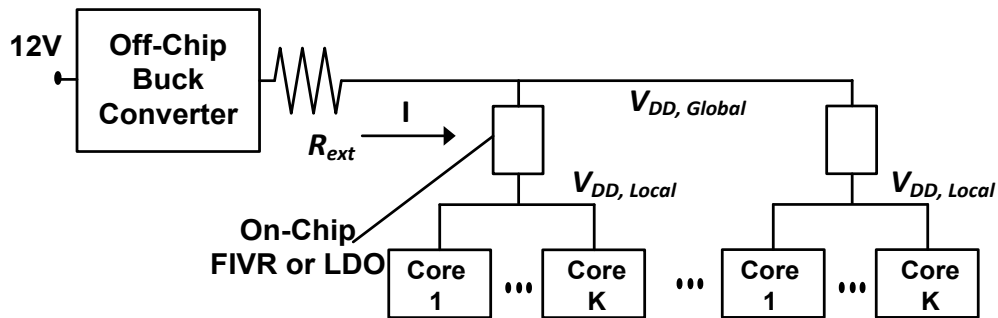 12V
Off-Chip
Buck
Converter
I
R_ext
V_DD, Global
V_DD, Local
V_DD, Local
On-Chip
FIVR or LDO
Core
1
•••
Core
K
•••
Core
1
•••
Core
K